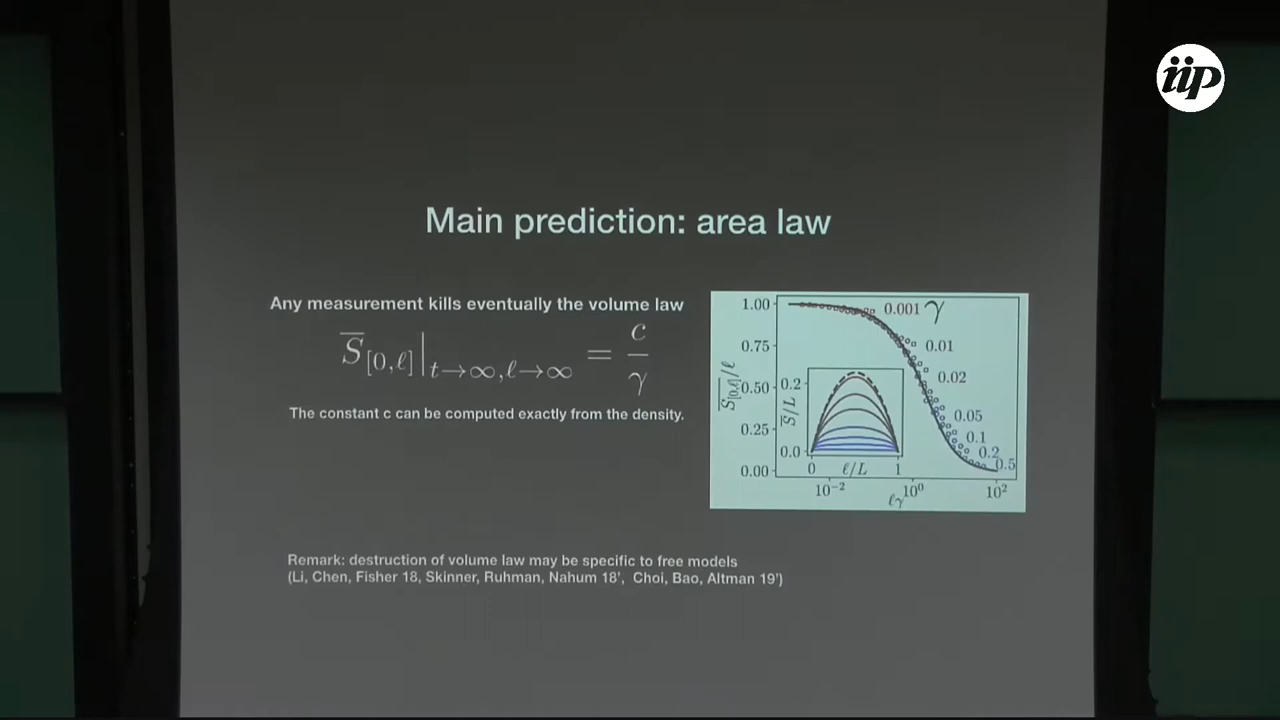 iip
Main prediction: area law
Any measurement kills eventually the volume law
S̅[0,ℓ]|t→∞,ℓ→∞ = c/γ
The constant c can be computed exactly from the density.
1.00
0.75
0.50
0.25
0.00
S̅[0,ℓ]/ℓ
0.001 γ
0.01
0.02
0.05
0.1
0.2
0.5
0.2
0.0
S̅/L
0 ℓ/L 1
10⁻² 10⁰ 10²
ℓγ
Remark: destruction of volume law may be specific to free models
(Li, Chen, Fisher 18, Skinner, Ruhman, Nahum 18', Choi, Bao, Altman 19')